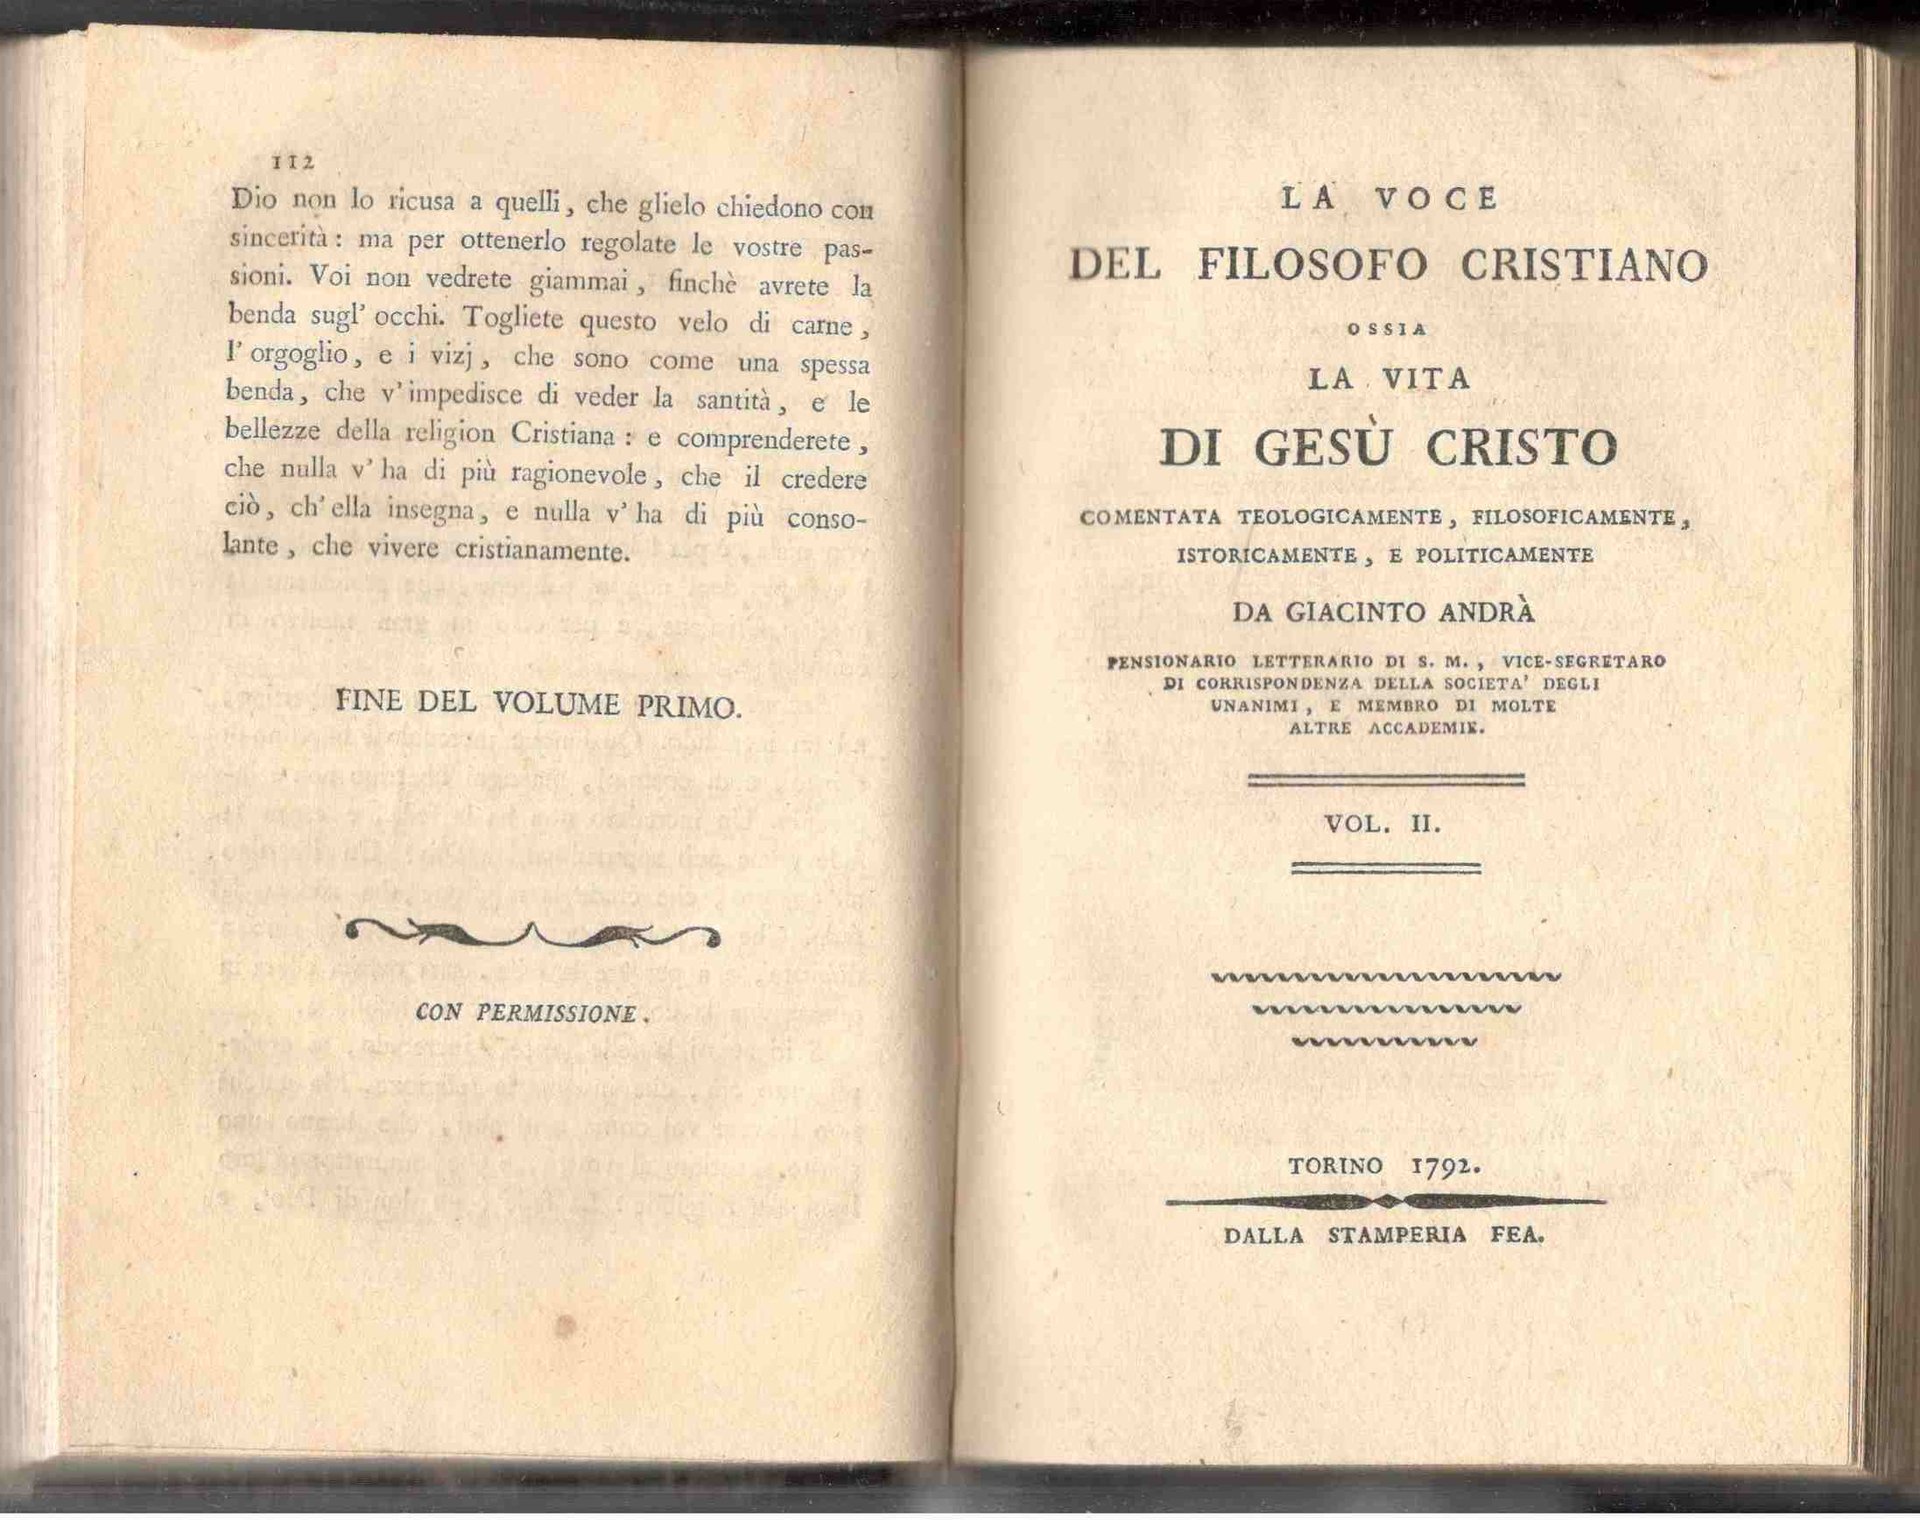 112
Dio non lo ricusa a quelli, che glielo chiedono con
sincerità: ma per ottenerlo regolate le vostre pas-
sioni. Voi non vedrete giammai, finchè avrete la
benda sugl' occhi. Togliete questo velo di carne,
l'orgoglio, e i vizj, che sono come una spessa
benda, che v'impedisce di veder la santità, e le
bellezze della religion Cristiana: e comprenderete,
che nulla v'ha di più ragionevole, che il credere
ciò, ch'ella insegna, e nulla v'ha di più conso-
lante, che vivere cristianamente.
FINE DEL VOLUME PRIMO.
CON PERMISSIONE.
LA VOCE
DEL FILOSOFO CRISTIANO
OSSIA
LA VITA
DI GESÙ CRISTO
COMENTATA TEOLOGICAMENTE, FILOSOFICAMENTE,
ISTORICAMENTE, E POLITICAMENTE
DA GIACINTO ANDRÀ
PENSIONARIO LETTERARIO DI S. M., VICE-SEGRETARO
DI CORRISPONDENZA DELLA SOCIETA' DEGLI
UNANIMI, E MEMBRO DI MOLTE
ALTRE ACCADEMIE.
VOL. II.
TORINO 1792.
DALLA STAMPERIA FEA.